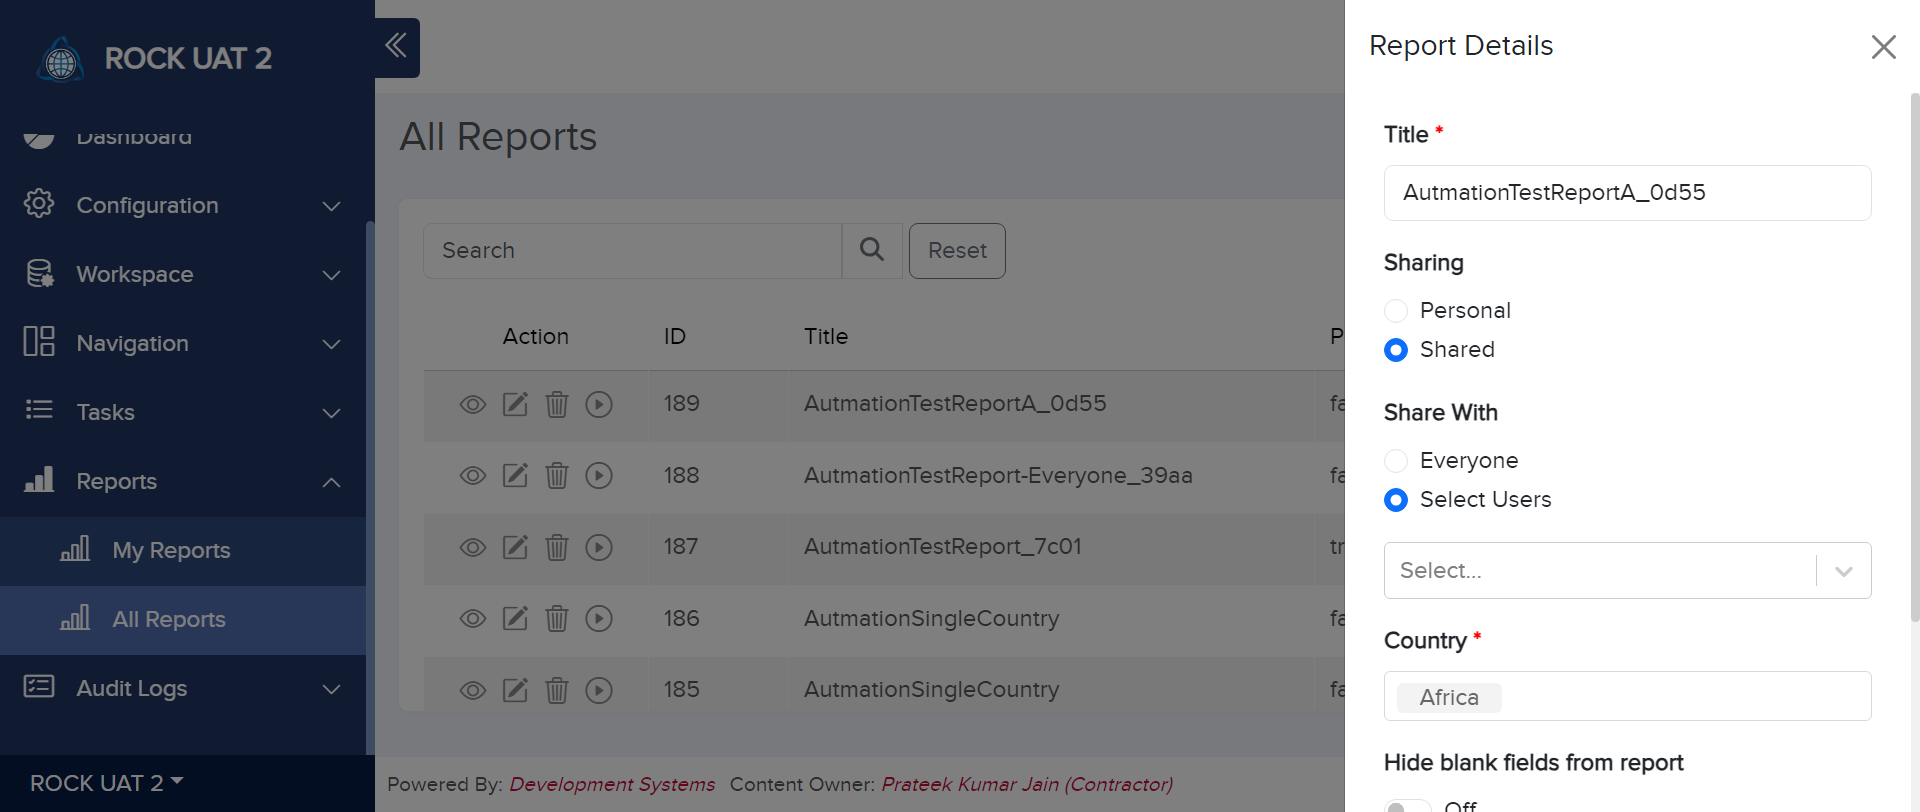 ROCK UAT 2
Dashboard
Configuration
Workspace
Navigation
Tasks
Reports
My Reports
All Reports
Audit Logs
ROCK UAT 2
All Reports
Search
Reset
Action ID Title P
189 AutmationTestReportA_0d55 fa
188 AutmationTestReport-Everyone_39aa fa
187 AutmationTestReport_7c01 tr
186 AutmationSingleCountry fa
185 AutmationSingleCountry fa
Powered By: Development Systems Content Owner: Prateek Kumar Jain (Contractor)
Report Details
Title *
AutmationTestReportA_0d55
Sharing
Personal
Shared
Share With
Everyone
Select Users
Select...
Country *
Africa
Hide blank fields from report
Off